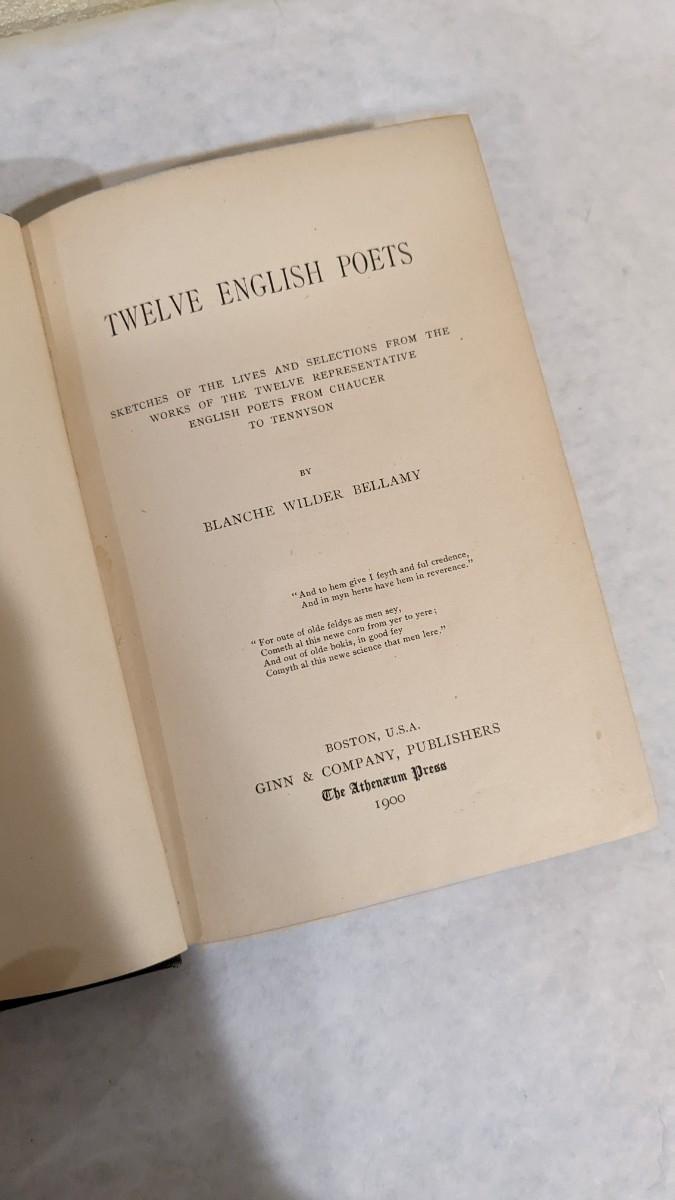 TWELVE ENGLISH POETS
SKETCHES OF THE LIVES AND SELECTIONS FROM THE
WORKS OF THE TWELVE REPRESENTATIVE
ENGLISH POETS FROM CHAUCER
TO TENNYSON
BY
BLANCHE WILDER BELLAMY
“And to hem give I feyth and ful credence,
And in myn herte have hem in reverence.”
“For oute of olde feldys as men sey,
Cometh al this newe corn from yer to yere;
And out of olde bokis, in good fey
Comyth al this newe science that men lere.”
BOSTON, U.S.A.
GINN & COMPANY, PUBLISHERS
The Athenæum Press
1900